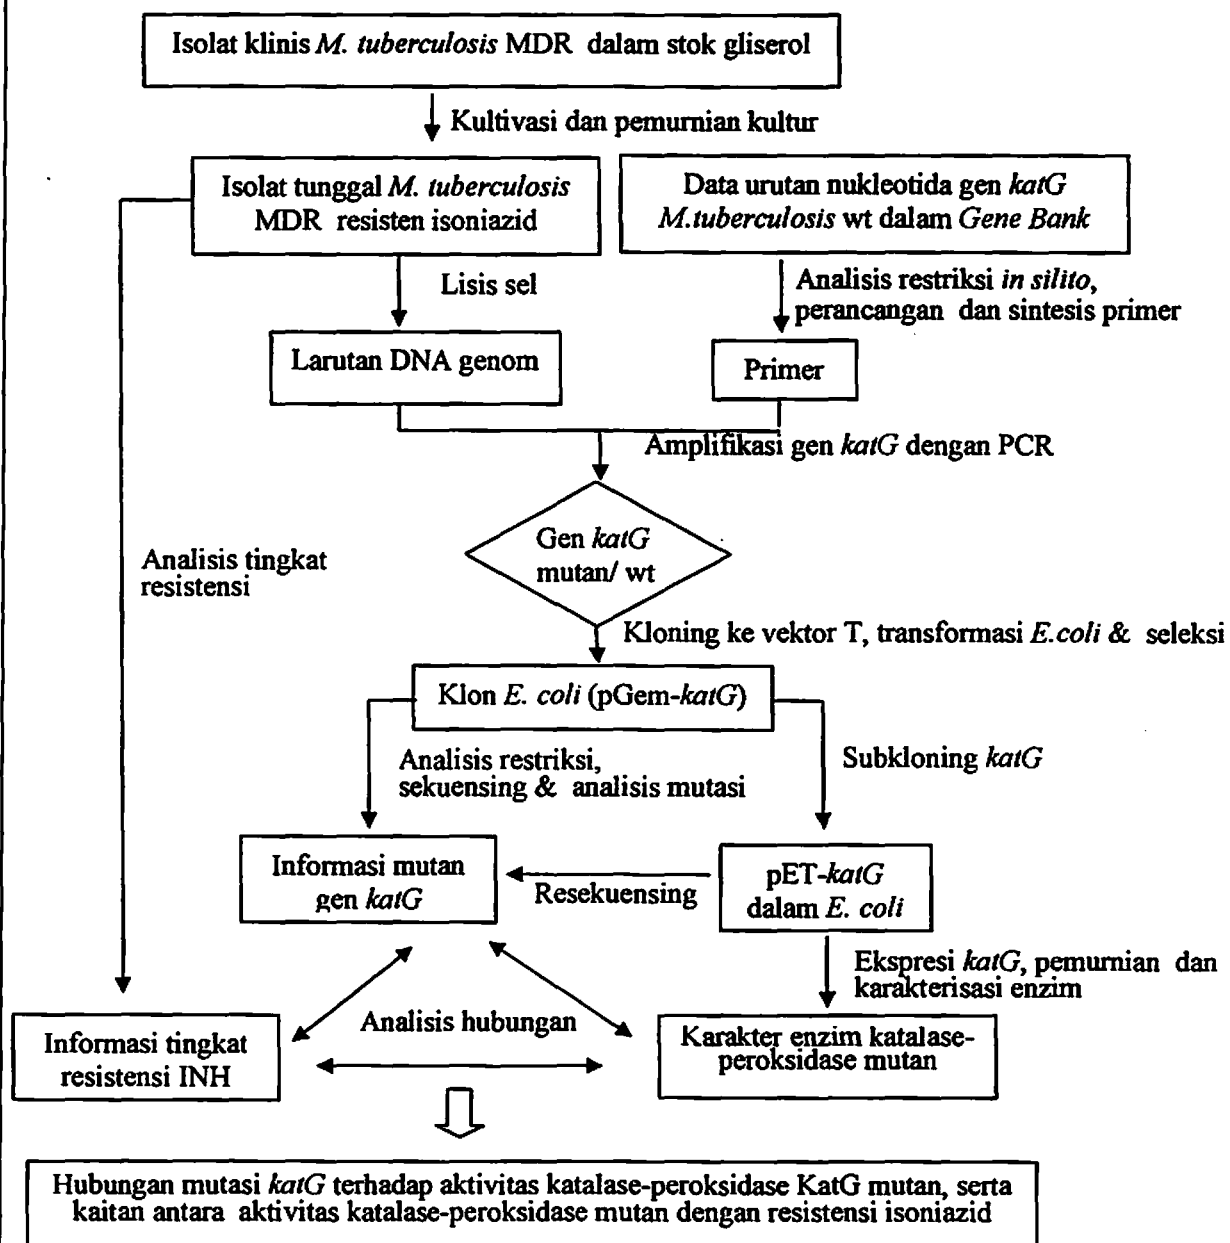 Isolat klinis M. tuberculosis MDR dalam stok gliserol
Kultivasi dan pemurnian kultur
Isolat tunggal M. tuberculosis
MDR resisten isoniazid
Data urutan nukleotida gen katG
M.tuberculosis wt dalam Gene Bank
Lisis sel
Analisis restriksi in silito,
perancangan dan sintesis primer
Larutan DNA genom
Primer
Amplifikasi gen katG dengan PCR
Gen katG
mutan/ wt
Analisis tingkat
resistensi
Kloning ke vektor T, transformasi E.coli & seleksi
Klon E. coli (pGem-katG)
Analisis restriksi,
sekuensing & analisis mutasi
Subkloning katG
Informasi mutan
gen katG
Resekuensing
pET-katG
dalam E. coli
Ekspresi katG, pemurnian dan
karakterisasi enzim
Analisis hubungan
Informasi tingkat
resistensi INH
Karakter enzim katalase-
peroksidase mutan
Hubungan mutasi katG terhadap aktivitas katalase-peroksidase KatG mutan, serta
kaitan antara aktivitas katalase-peroksidase mutan dengan resistensi isoniazid